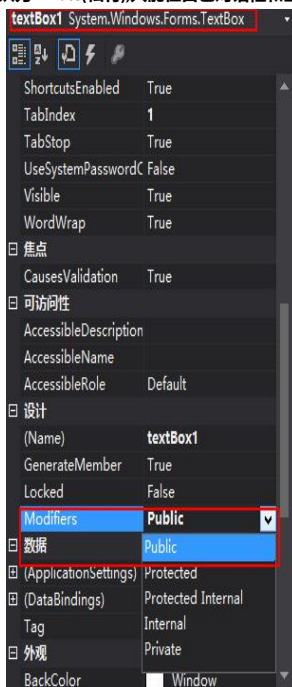 textBox1 System.Windows.Forms.TextBox
ShortcutsEnabled True
TabIndex 1
TabStop True
UseSystemPasswordC False
Visible True
WordWrap True
焦点
CausesValidation True
可访问性
AccessibleDescription
AccessibleName
AccessibleRole Default
设计
(Name) textBox1
GenerateMember True
Locked False
Modifiers Public
数据 Public
(ApplicationSettings) Protected
(DataBindings) Protected Internal
Tag Internal
外观 Private
BackColor Window